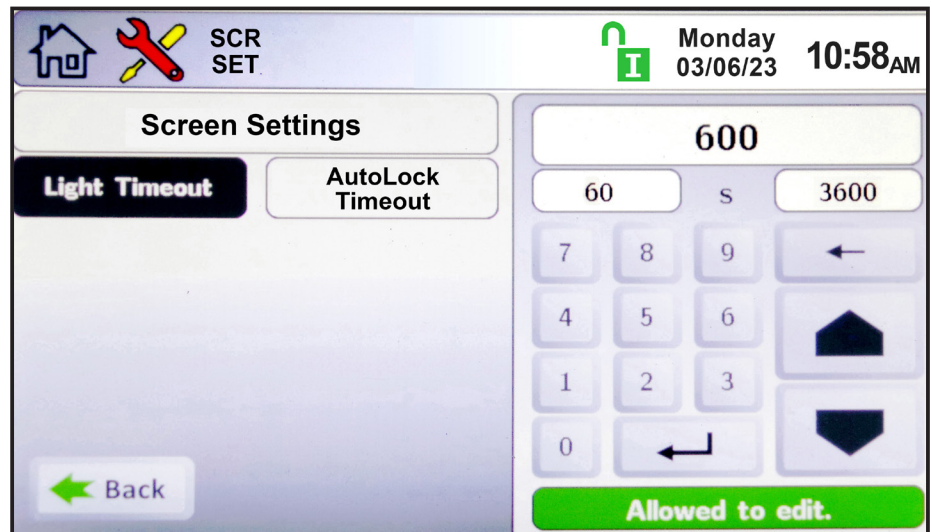 SCR
SET
I
Monday
03/06/23
10:58AM
Screen Settings
Light Timeout
AutoLock
Timeout
600
60 s 3600
7 8 9
4 5 6
1 2 3
0
Back
Allowed to edit.